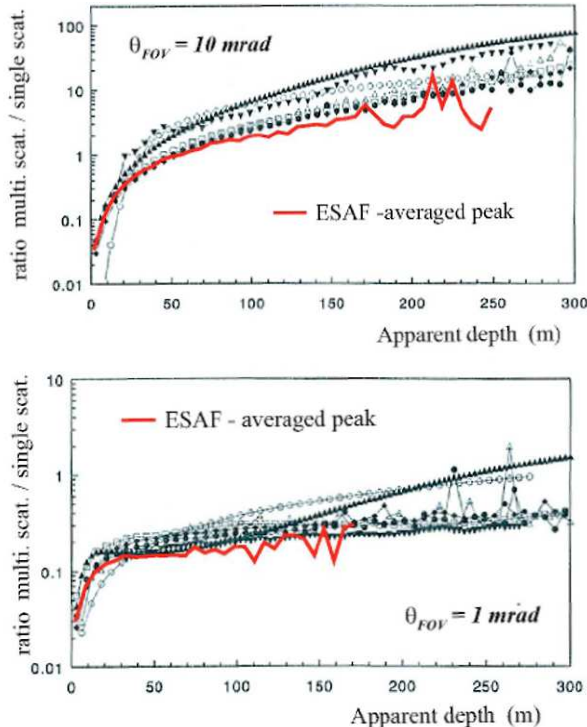 100
θFOV = 10 mrad
10
1
0.1
0.01
ratio multi. scat. / single scat.
ESAF -averaged peak
0 50 100 150 200 250 300
Apparent depth (m)
10
ESAF - averaged peak
1
0.1
0.01
ratio multi. scat. / single scat.
θFOV = 1 mrad
0 50 100 150 200 250 300
Apparent depth (m)